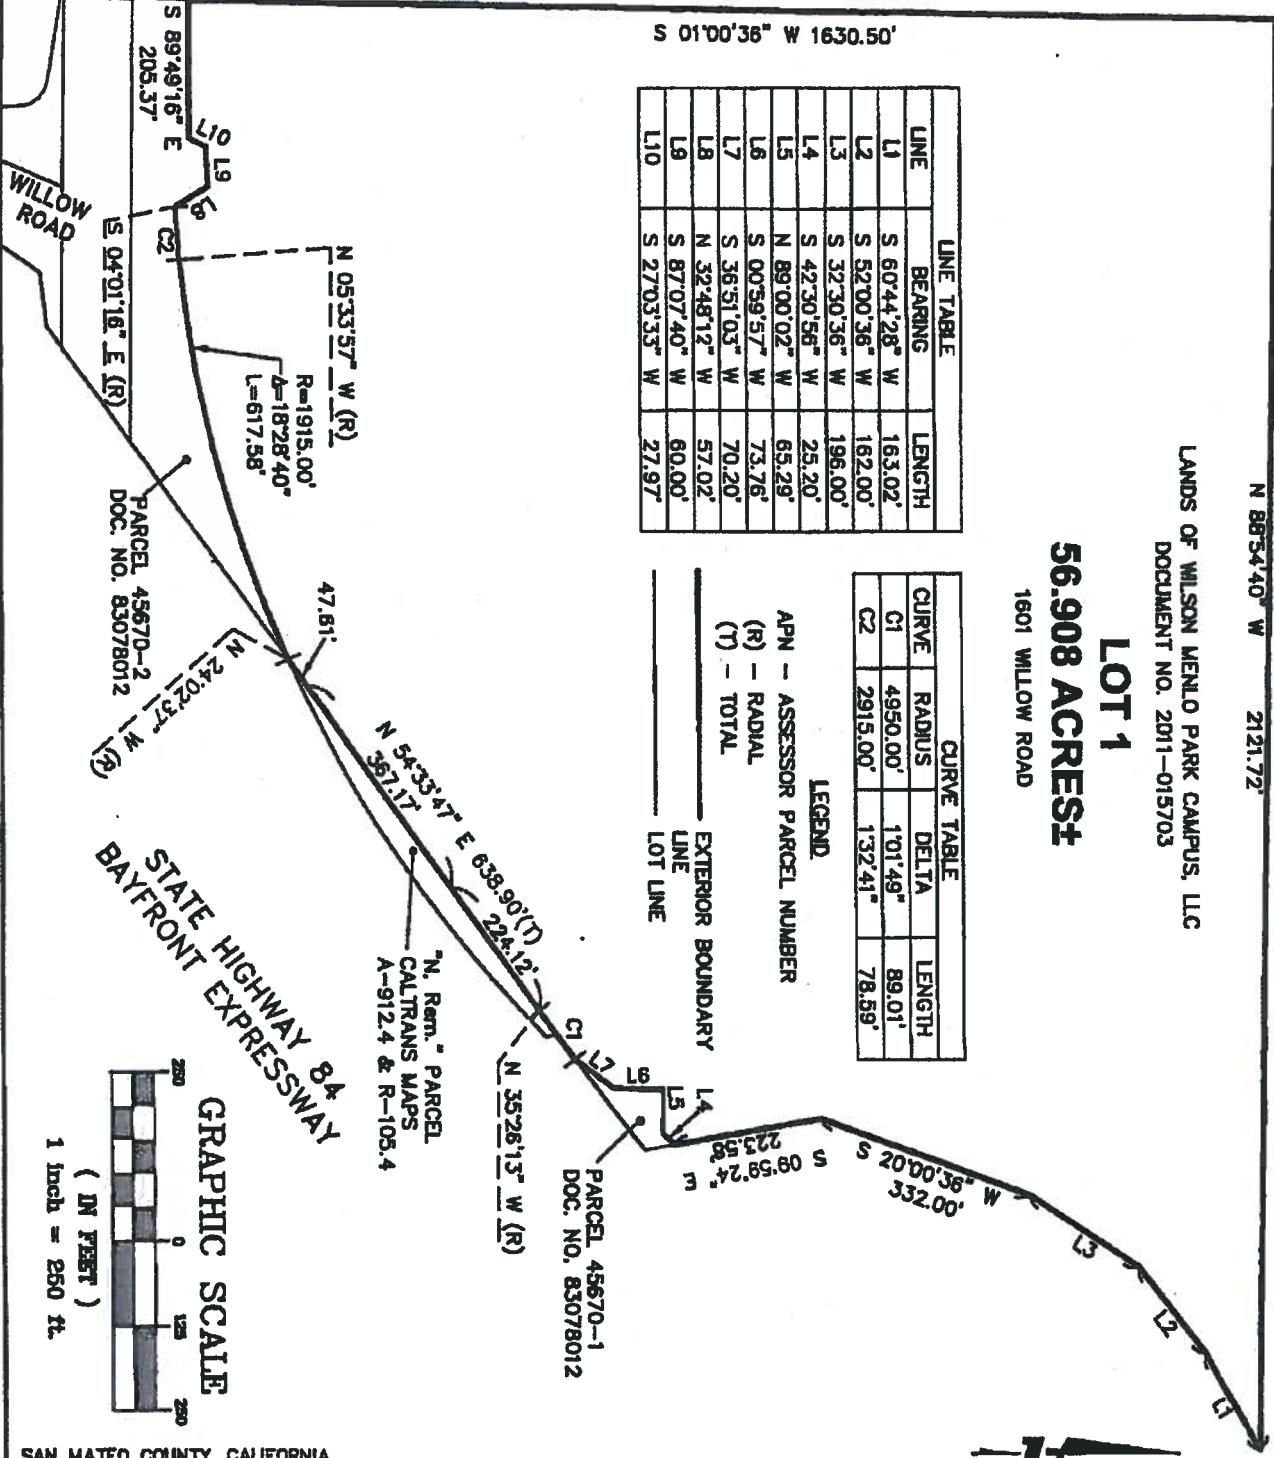 N 88°54'40" W 2121.72'
LANDS OF WILSON MENLO PARK CAMPUS, LLC
DOCUMENT NO. 2011-015703
LOT 1
56.908 ACRES±
1601 WILLOW ROAD
S 01°00'36" W 1630.50'
LINE TABLE
LINE BEARING LENGTH
L1 S 60°44'28" W 163.02'
L2 S 52°00'36" W 162.00'
L3 S 32°30'36" W 196.00'
L4 S 42°30'56" W 25.20'
L5 N 89°00'02" W 65.29'
L6 S 00°59'57" W 73.76'
L7 S 36°51'03" W 70.20'
L8 N 32°48'12" W 57.02'
L9 S 87°07'40" W 60.00'
L10 S 27°03'33" W 27.97'
CURVE TABLE
CURVE RADIUS DELTA LENGTH
C1 4950.00' 1°01'49" 89.01'
C2 2915.00' 1°32'41" 78.59'
LEGEND
APN - ASSESSOR PARCEL NUMBER
(R) - RADIAL
(T) - TOTAL
EXTERIOR BOUNDARY
LINE
LOT LINE
L1
L2
L3
S 20°00'36" W
332.00'
S 09°59'24" E
223.58'
L4
L5
L6
L7
C1
PARCEL 45670-1
DOC. NO. 83078012
N 35°26'13" W (R)
N 54°33'47" E 638.90'(T)
367.17'
224.12'
47.61'
"N. Rem." PARCEL
CALTRANS MAPS
A-912.4 & R-105.4
N 24°02'37" W (R)
N 05°33'57" W (R)
R=1915.00'
Δ=18°28'40"
L=617.58'
S 89°49'16" E
205.37'
L10
L9
L8
C2
S 04°01'16" E (R)
WILLOW
ROAD
PARCEL 45670-2
DOC. NO. 83078012
STATE HIGHWAY 84
BAYFRONT EXPRESSWAY
GRAPHIC SCALE
250 0 125 250
( IN FEET )
1 inch = 250 ft.
SAN MATEO COUNTY, CALIFORNIA